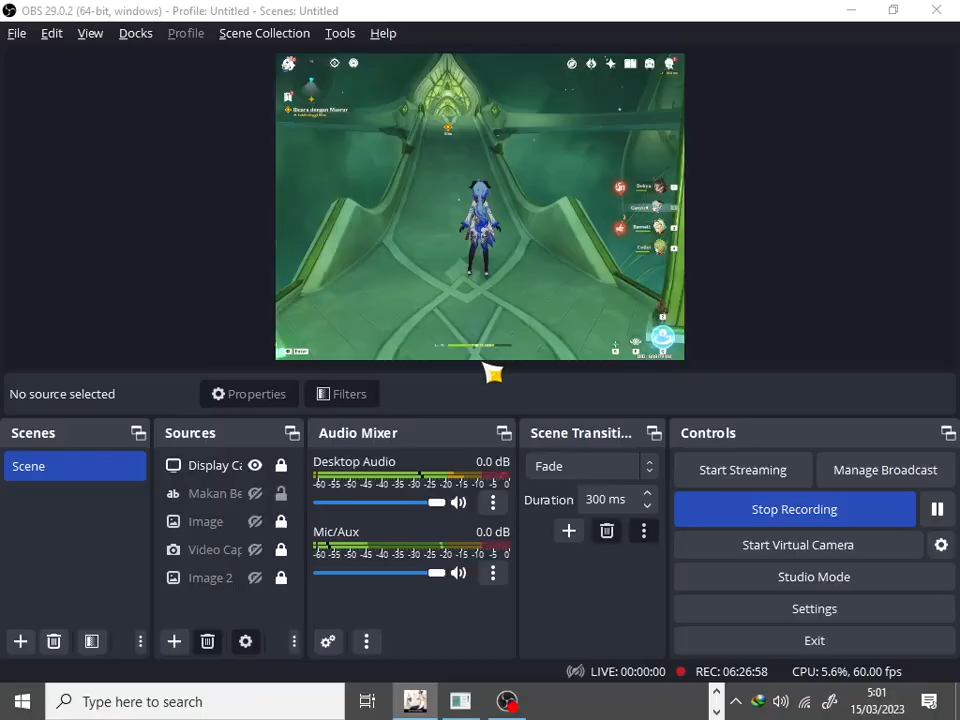 OBS 29.0.2 (64-bit, windows) - Profile: Untitled - Scenes: Untitled
File Edit View Docks Profile Scene Collection Tools Help
No source selected Properties Filters
Scenes
Scene
Sources
Display Ca
Makan Be
Image
Video Cap
Image 2
Audio Mixer
Desktop Audio 0.0 dB
-60 -55 -50 -45 -40 -35 -30 -25 -20 -15 -10 -5 0
Mic/Aux 0.0 dB
-60 -55 -50 -45 -40 -35 -30 -25 -20 -15 -10 -5 0
Scene Transiti...
Fade
Duration 300 ms
Controls
Start Streaming Manage Broadcast
Stop Recording
Start Virtual Camera
Studio Mode
Settings
Exit
LIVE: 00:00:00 REC: 06:26:58 CPU: 5.6%, 60.00 fps
Type here to search
5:01
15/03/2023